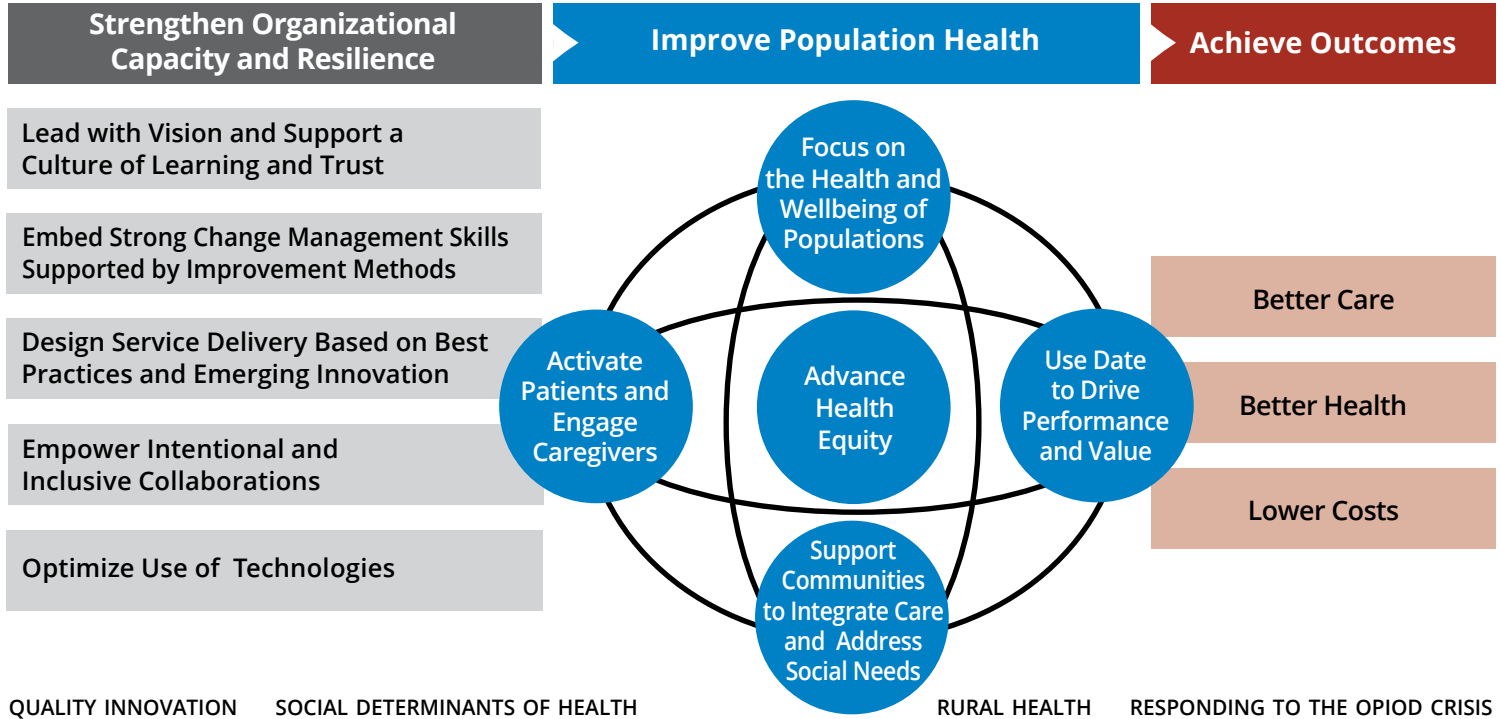 Strengthen Organizational
Capacity and Resilience
Improve Population Health
Achieve Outcomes
Lead with Vision and Support a
Culture of Learning and Trust
Embed Strong Change Management Skills
Supported by Improvement Methods
Design Service Delivery Based on Best
Practices and Emerging Innovation
Empower Intentional and
Inclusive Collaborations
Optimize Use of Technologies
Focus on
the Health and
Wellbeing of
Populations
Activate
Patients and
Engage
Caregivers
Advance
Health
Equity
Use Date
to Drive
Performance
and Value
Support
Communities
to Integrate Care
and Address
Social Needs
Better Care
Better Health
Lower Costs
QUALITY INNOVATION SOCIAL DETERMINANTS OF HEALTH RURAL HEALTH RESPONDING TO THE OPIOD CRISIS